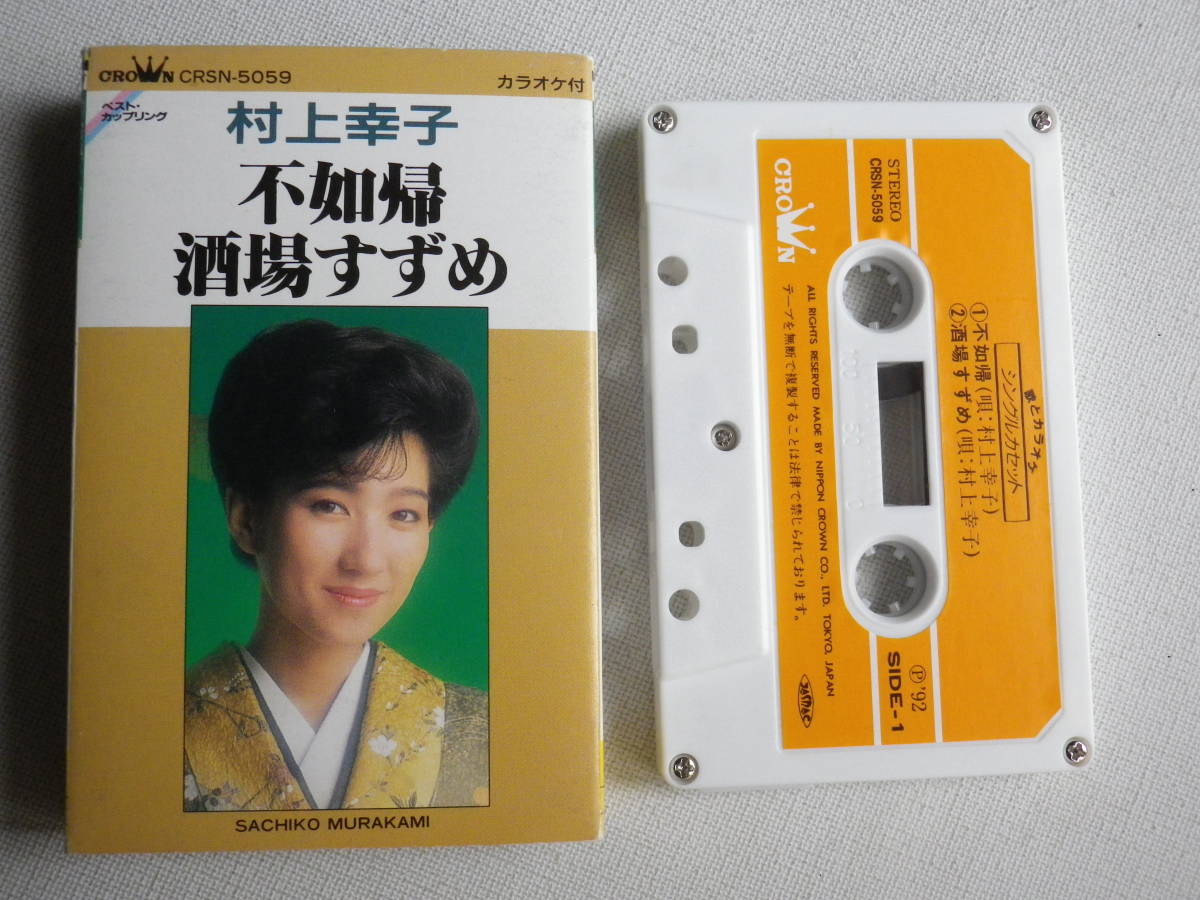 CROWN CRSN-5059
カラオケ付
ベスト・
カップリング
村上幸子
不如帰
酒場すずめ
SACHIKO MURAKAMI
歌とカラオケ
シングルカセット
①不如帰(唄:村上幸子)
②酒場すずめ(唄:村上幸子)
STEREO
CRSN-5059
100 50 0
Ⓟ'92
SIDE-1
CROWN
ALL RIGHTS RESERVED MADE BY NIPPON CROWN CO., LTD. TOKYO, JAPAN
テープを無断で複製することは法律で禁じられております。
JASRAC